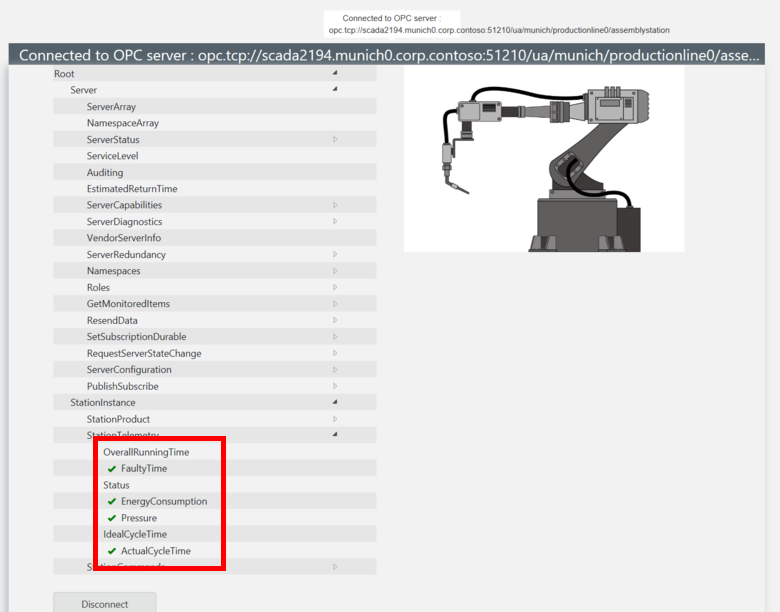 Connected to OPC server :
opc.tcp://scada2194.munich0.corp.contoso:51210/ua/munich/productionline0/assemblystation
Connected to OPC server : opc.tcp://scada2194.munich0.corp.contoso:51210/ua/munich/productionline0/asse...
Root
Server
ServerArray
NamespaceArray
ServerStatus
ServiceLevel
Auditing
EstimatedReturnTime
ServerCapabilities
ServerDiagnostics
VendorServerInfo
ServerRedundancy
Namespaces
Roles
GetMonitoredItems
ResendData
SetSubscriptionDurable
RequestServerStateChange
ServerConfiguration
PublishSubscribe
StationInstance
StationProduct
StationTelemetry
OverallRunningTime
FaultyTime
Status
EnergyConsumption
Pressure
IdealCycleTime
ActualCycleTime
StationCommands
Disconnect